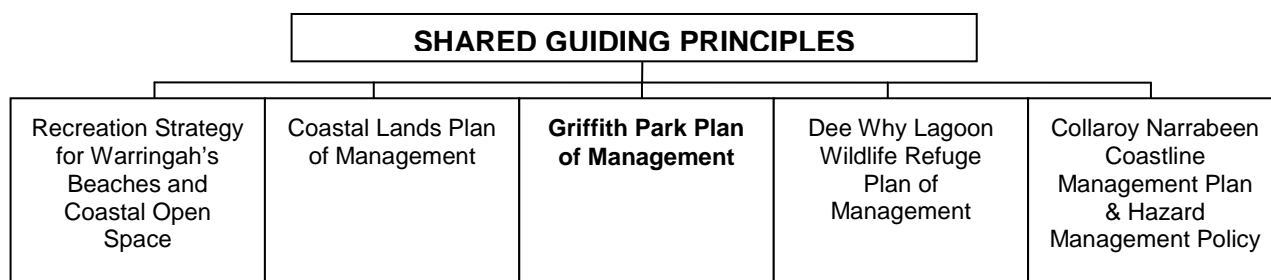 SHARED GUIDING PRINCIPLES
Recreation Strategy
for Warringah's
Beaches and
Coastal Open
Space
Coastal Lands Plan
of Management
Griffith Park Plan
of Management
Dee Why Lagoon
Wildlife Refuge
Plan of
Management
Collaroy Narrabeen
Coastline
Management Plan
& Hazard
Management Policy